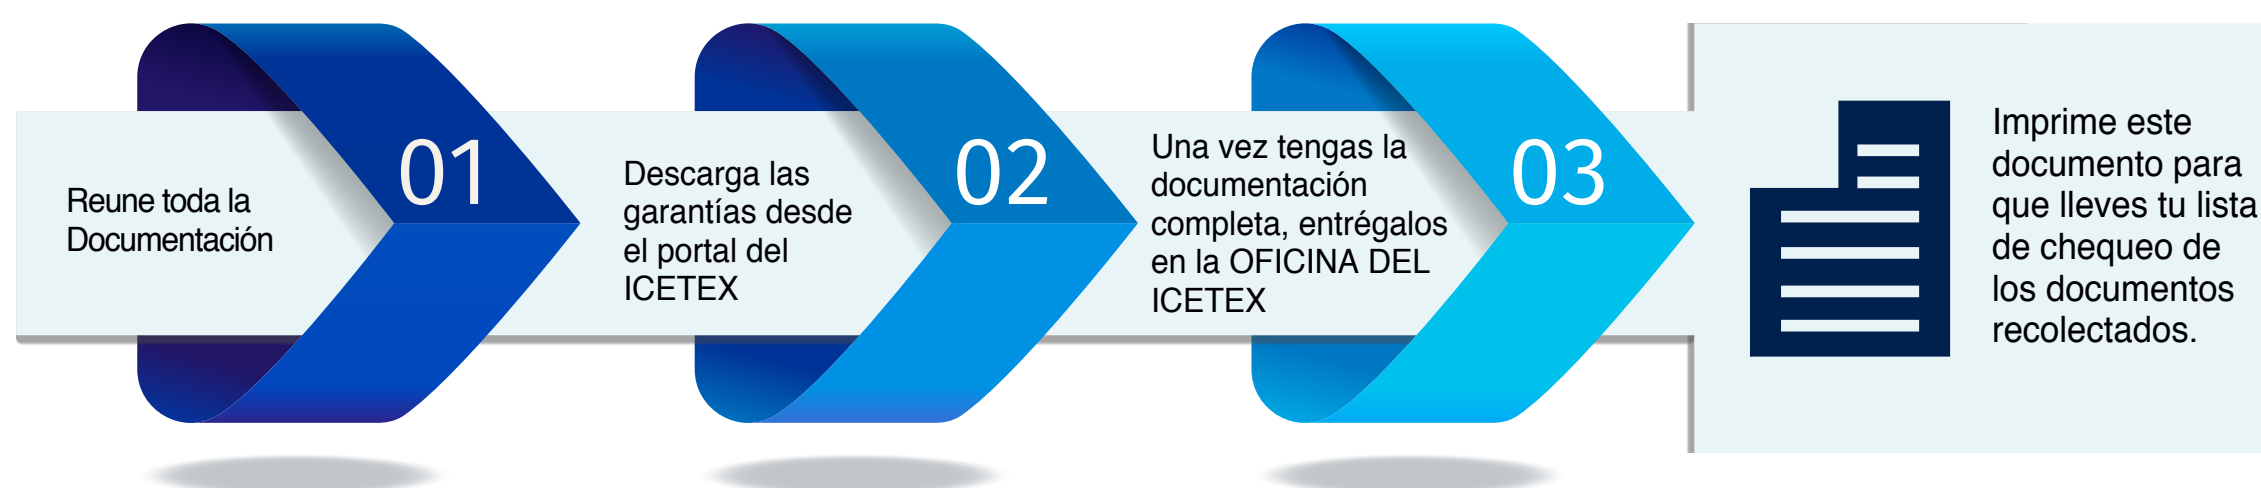 Reune toda la
Documentación
01
Descarga las
garantías desde
el portal del
ICETEX
02
Una vez tengas la
documentación
completa, entrégalos
en la OFICINA DEL
ICETEX
03
Imprime este
documento para
que lleves tu lista
de chequeo de
los documentos
recolectados.